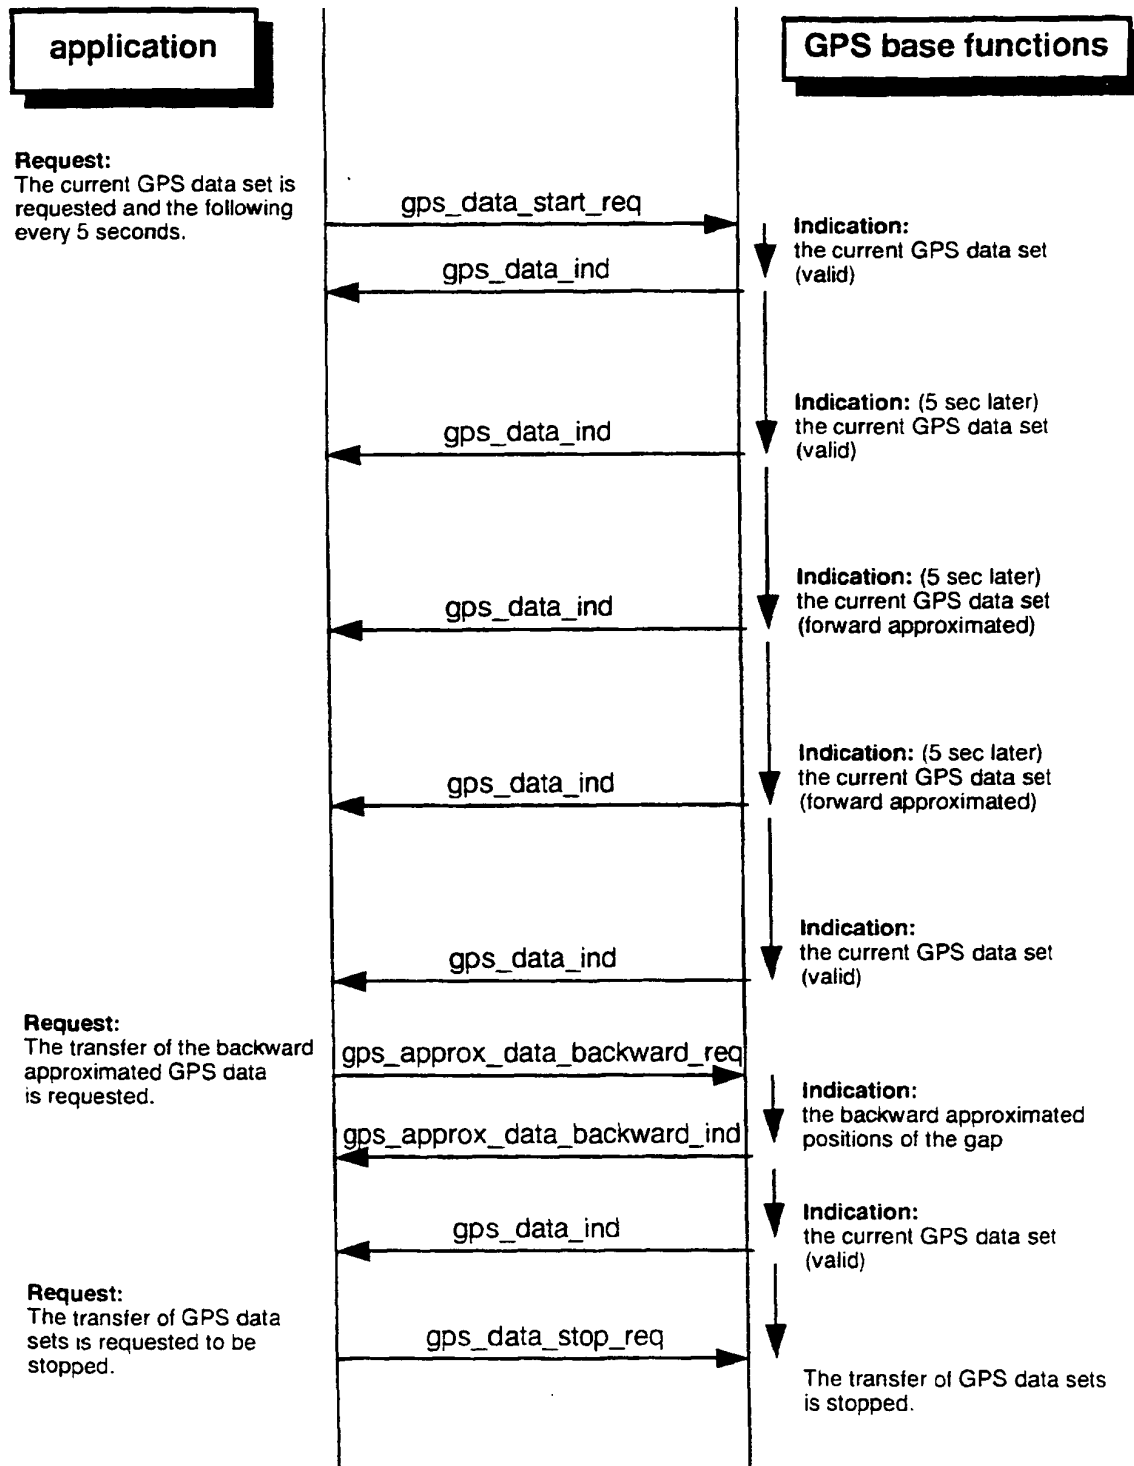 application
GPS base functions
Request:
The current GPS data set is
requested and the following
every 5 seconds.
gps_data_start_req
Indication:
the current GPS data set
(valid)
gps_data_ind
Indication: (5 sec later)
the current GPS data set
(valid)
gps_data_ind
Indication: (5 sec later)
the current GPS data set
(forward approximated)
gps_data_ind
Indication: (5 sec later)
the current GPS data set
(forward approximated)
gps_data_ind
Indication:
the current GPS data set
(valid)
gps_data_ind
Request:
The transfer of the backward
approximated GPS data
is requested.
gps_approx_data_backward_req
Indication:
the backward approximated
positions of the gap
gps_approx_data_backward_ind
Indication:
the current GPS data set
(valid)
gps_data_ind
Request:
The transfer of GPS data
sets is requested to be
stopped.
gps_data_stop_req
The transfer of GPS data sets
is stopped.